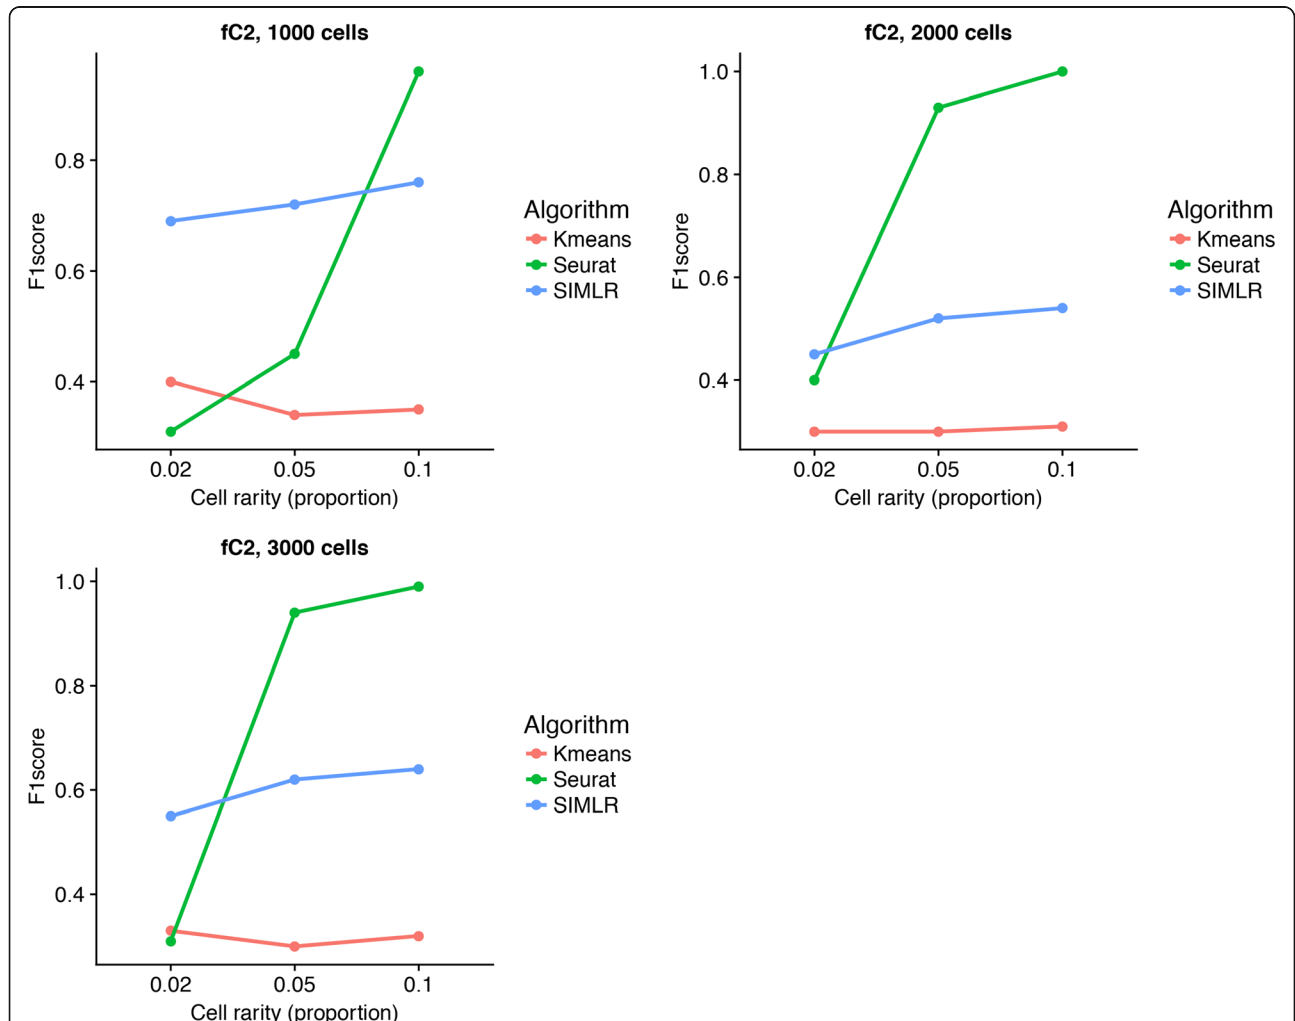 fC2, 1000 cells
0.8
0.6
0.4
F1score
0.02 0.05 0.1
Cell rarity (proportion)
Algorithm
Kmeans
Seurat
SIMLR
fC2, 2000 cells
1.0
0.8
0.6
0.4
F1score
0.02 0.05 0.1
Cell rarity (proportion)
Algorithm
Kmeans
Seurat
SIMLR
fC2, 3000 cells
1.0
0.8
0.6
0.4
F1score
0.02 0.05 0.1
Cell rarity (proportion)
Algorithm
Kmeans
Seurat
SIMLR